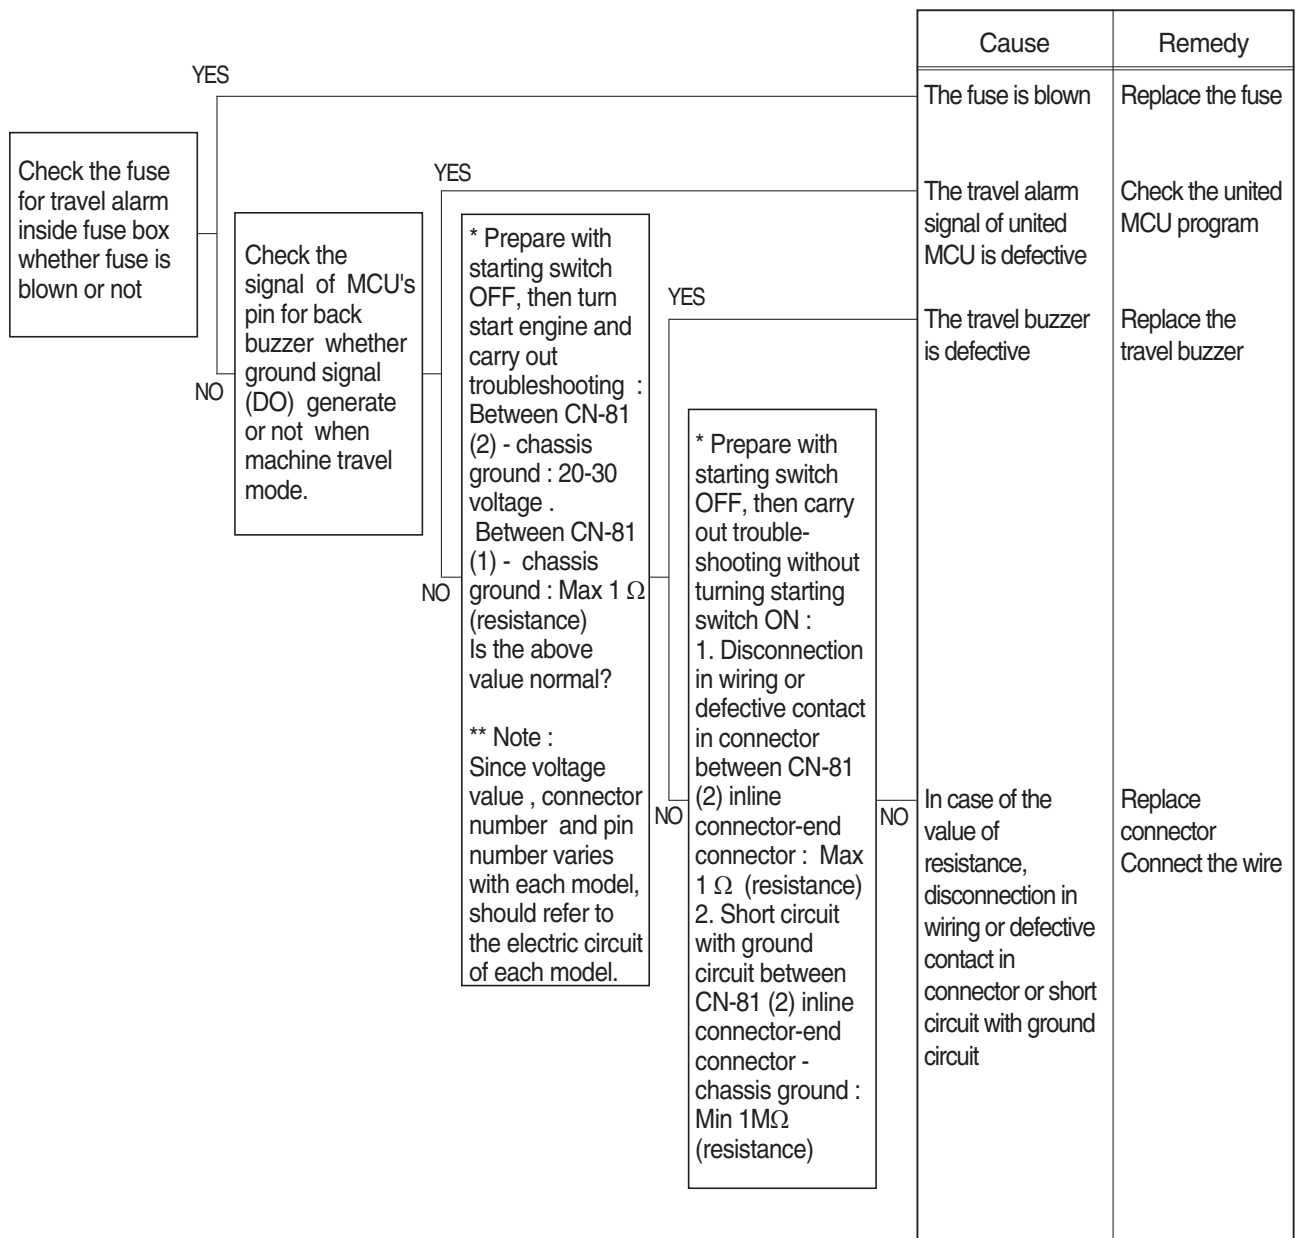 Cause
Remedy
YES
The fuse is blown
Replace the fuse
Check the fuse
for travel alarm
inside fuse box
whether fuse is
blown or not
NO
YES
The travel alarm
signal of united
MCU is defective
Check the united
MCU program
Check the
signal of MCU's
pin for back
buzzer whether
ground signal
(DO) generate
or not when
machine travel
mode.
NO
* Prepare with
starting switch
OFF, then turn
start engine and
carry out
troubleshooting :
Between CN-81
(2) - chassis
ground : 20-30
voltage .
Between CN-81
(1) - chassis
ground : Max 1 Ω
(resistance)
Is the above
value normal?
** Note :
Since voltage
value , connector
number and pin
number varies
with each model,
should refer to
the electric circuit
of each model.
YES
The travel buzzer
is defective
Replace the
travel buzzer
NO
* Prepare with
starting switch
OFF, then carry
out trouble-
shooting without
turning starting
switch ON :
1. Disconnection
in wiring or
defective contact
in connector
between CN-81
(2) inline
connector-end
connector : Max
1 Ω (resistance)
2. Short circuit
with ground
circuit between
CN-81 (2) inline
connector-end
connector -
chassis ground :
Min 1MΩ
(resistance)
NO
In case of the
value of
resistance,
disconnection in
wiring or defective
contact in
connector or short
circuit with ground
circuit
Replace
connector
Connect the wire